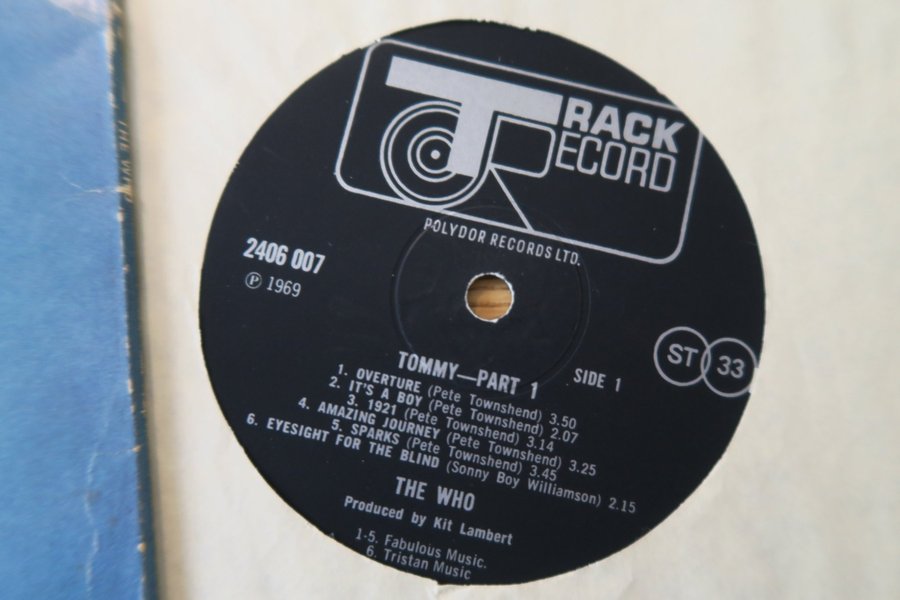 TRACK
RECORD
POLYDOR RECORDS LTD.
2406 007
℗ 1969
ST 33
TOMMY—PART 1
SIDE 1
1. OVERTURE (Pete Townshend) 3.50
2. IT'S A BOY (Pete Townshend) 2.07
3. 1921 (Pete Townshend) 3.14
4. AMAZING JOURNEY (Pete Townshend) 3.25
5. SPARKS (Pete Townshend) 3.45
6. EYESIGHT FOR THE BLIND (Sonny Boy Williamson) 2.15
THE WHO
Produced by Kit Lambert
1-5. Fabulous Music.
6. Tristan Music